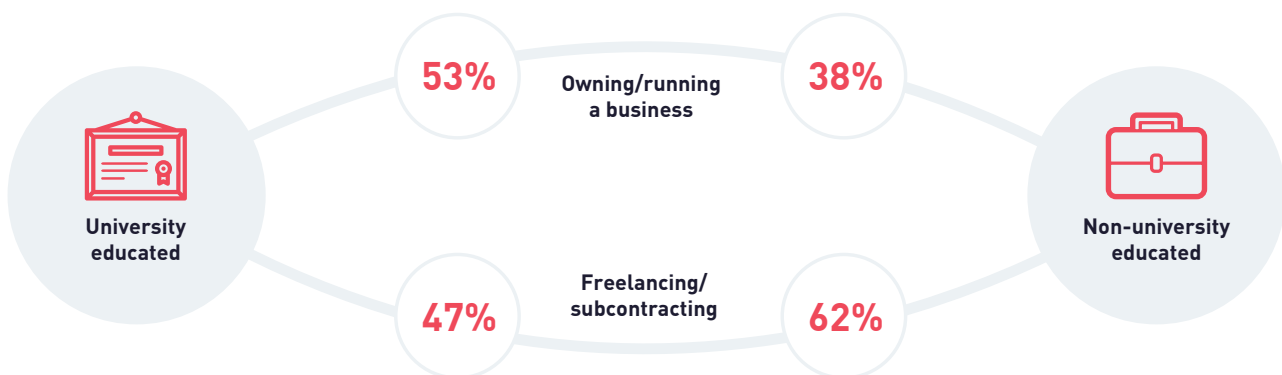 53%
Owning/running
a business
38%
University
educated
Non-university
educated
47%
Freelancing/
subcontracting
62%